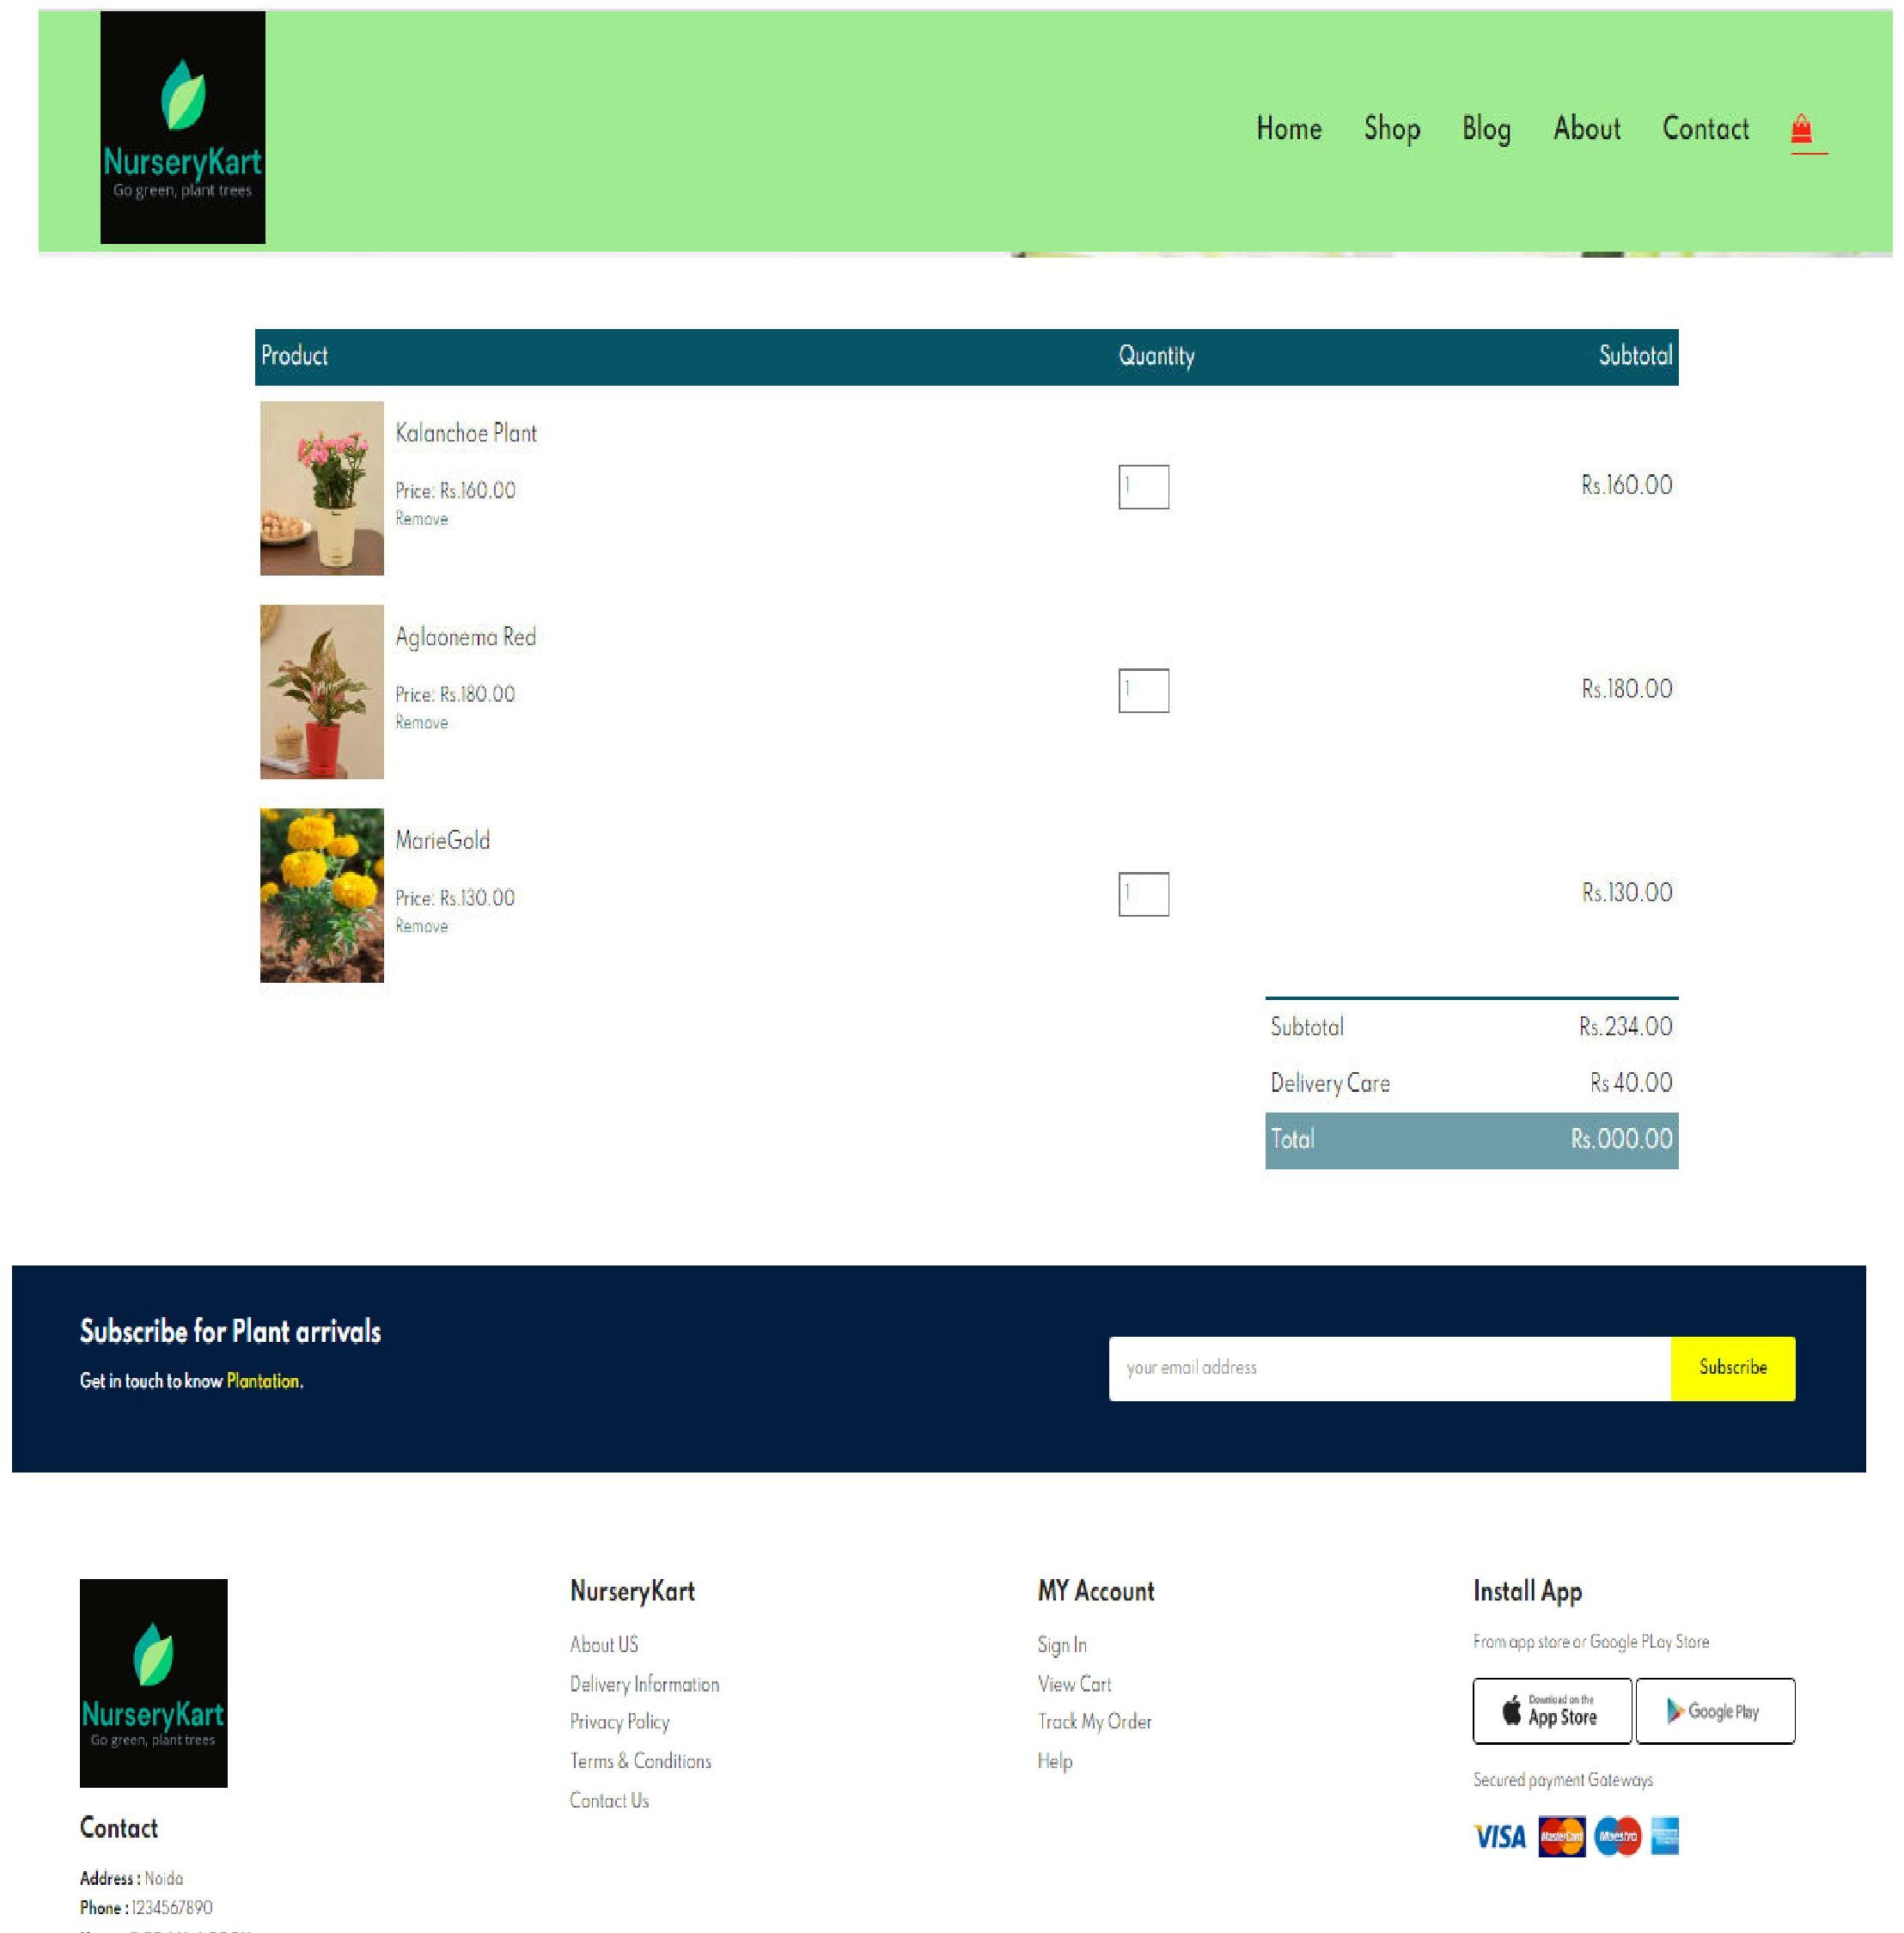 NurseryKart
Go green, plant trees
Home Shop Blog About Contact
Product Quantity Subtotal
Kalanchoe Plant
Price: Rs.160.00
Remove
1
Rs.160.00
Aglaonema Red
Price: Rs.180.00
Remove
1
Rs.180.00
MarieGold
Price: Rs.130.00
Remove
1
Rs.130.00
Subtotal Rs.234.00
Delivery Care Rs 40.00
Total Rs.000.00
Subscribe for Plant arrivals
Get in touch to know Plantation.
your email address Subscribe
NurseryKart
Go green, plant trees
Contact
Address : Noida
Phone : 1234567890
NurseryKart
About US
Delivery Information
Privacy Policy
Terms & Conditions
Contact Us
MY Account
Sign In
View Cart
Track My Order
Help
Install App
From app store or Google PLay Store
Download on the
App Store
Google Play
Secured payment Gateways
VISA MasterCard Maestro